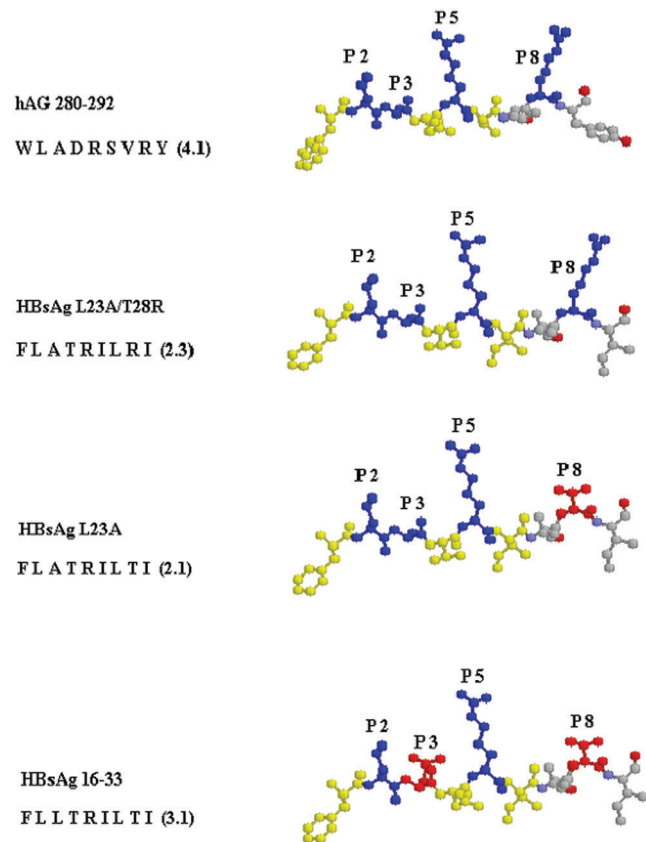 P5
P2
P8
P3
hAG 280-292
W L A D R S V R Y (4.1)
P5
P2
P8
P3
HBsAg L23A/T28R
F L A T R I L R I (2.3)
P5
P8
P2
P3
HBsAg L23A
F L A T R I L T I (2.1)
P5
P2
P3
P8
HBsAg 16-33
F L L T R I L T I (3.1)